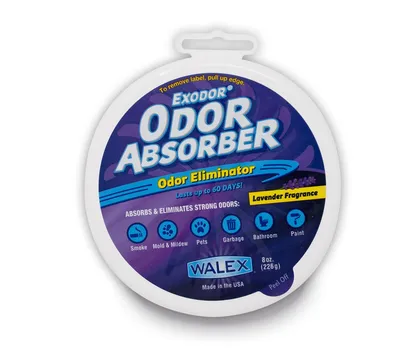 To remove label, pull up edge.
EXODOR®
ODOR
ABSORBER
Odor Eliminator
Lasts up to 60 DAYS!
Lavender Fragrance
ABSORBS & ELIMINATES STRONG ODORS:
Smoke Mold & Mildew Pets Garbage Bathroom Paint
WALEX®
8oz.
(226g)
Made in the USA
Peel Off